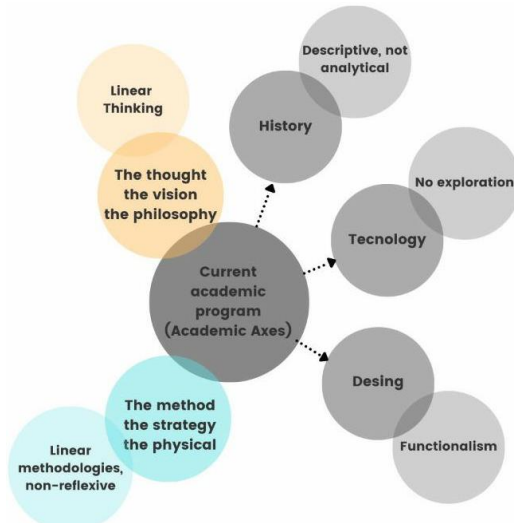 Descriptive, not
analytical
Linear
Thinking
History
The thought
the vision
the philosophy
No exploration
Tecnology
Current
academic
program
(Academic Axes)
Desing
The method
the strategy
the physical
Functionalism
Linear
methodologies,
non-reflexive